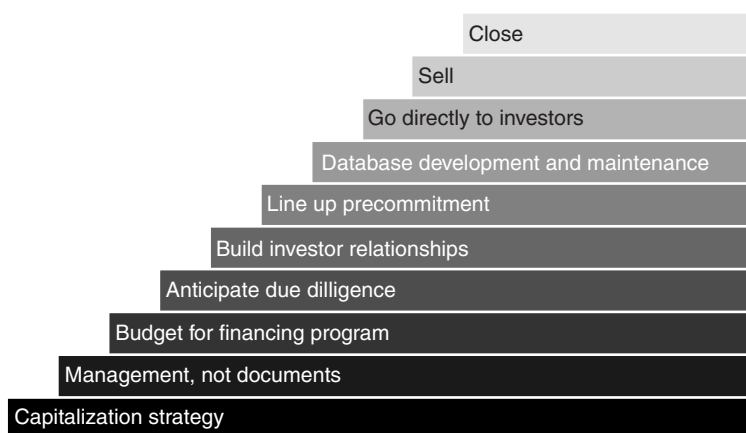 Close
Sell
Go directly to investors
Database development and maintenance
Line up precommitment
Build investor relationships
Anticipate due dilligence
Budget for financing program
Management, not documents
Capitalization strategy